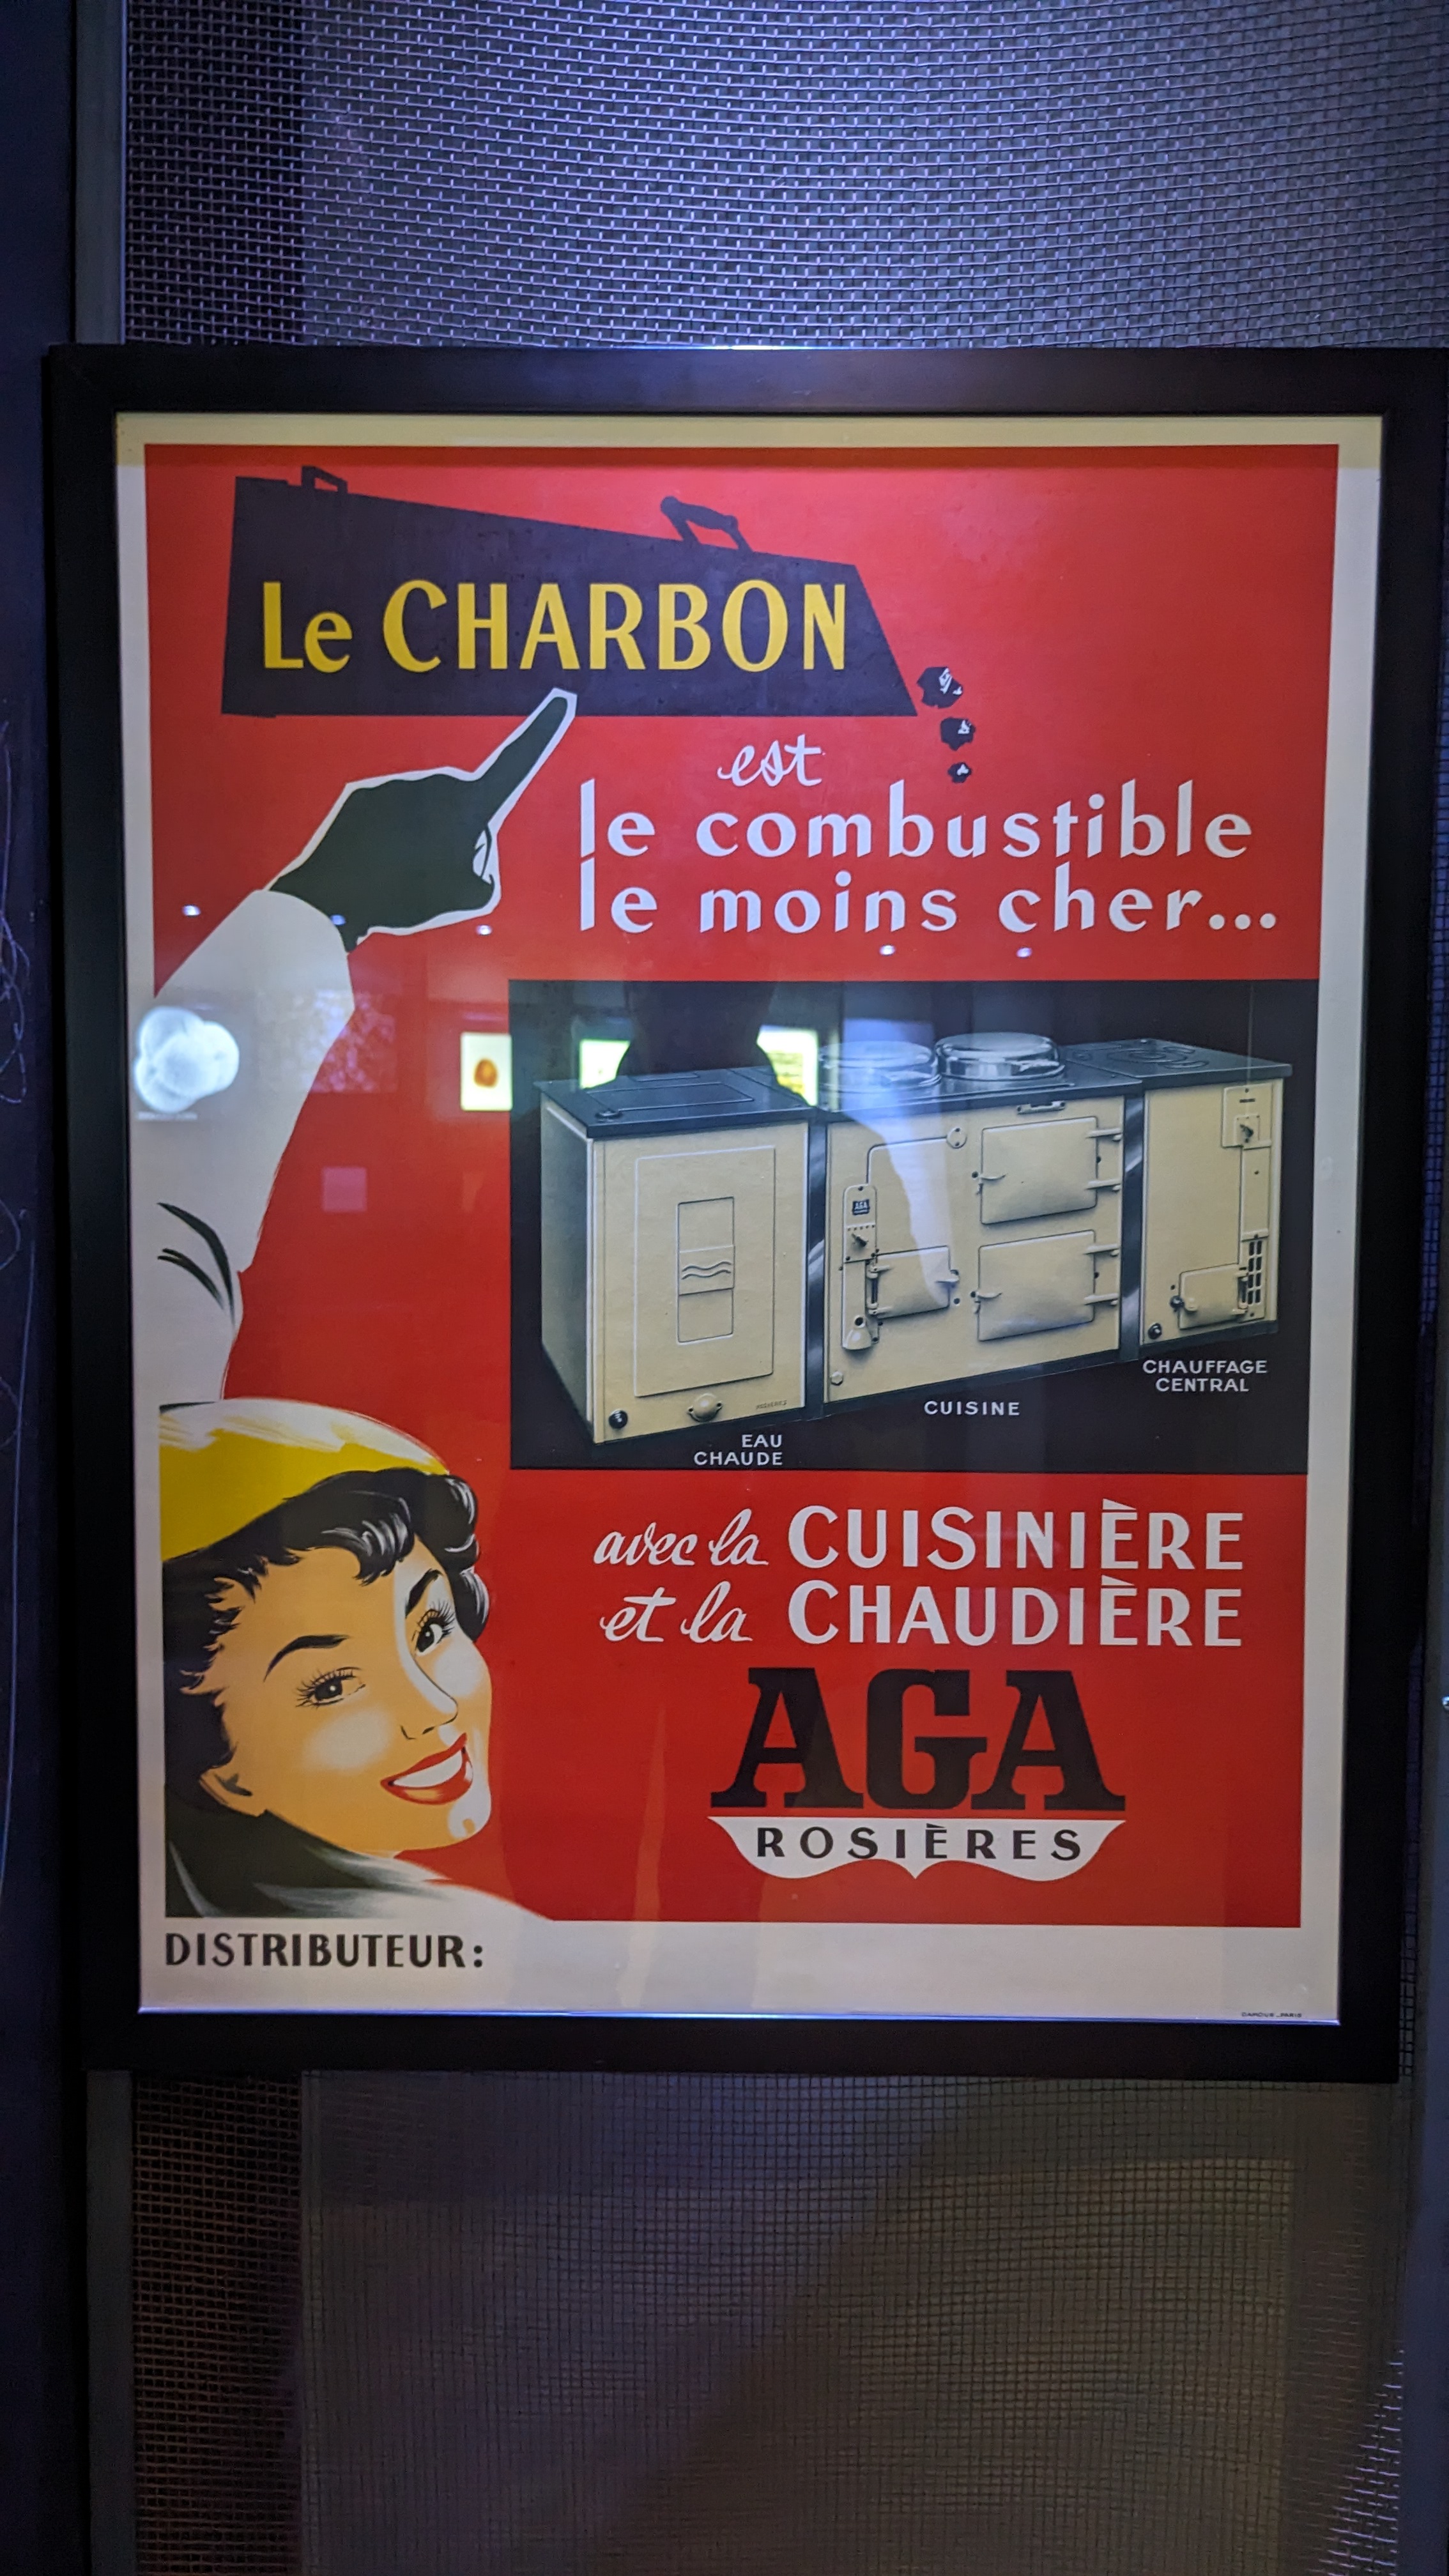 Le CHARBON
est
le combustible
le moins cher...
AGA
EAU
CHAUDE
CUISINE
CHAUFFAGE
CENTRAL
avec la CUISINIÈRE
et la CHAUDIÈRE
AGA
ROSIÈRES
DISTRIBUTEUR: